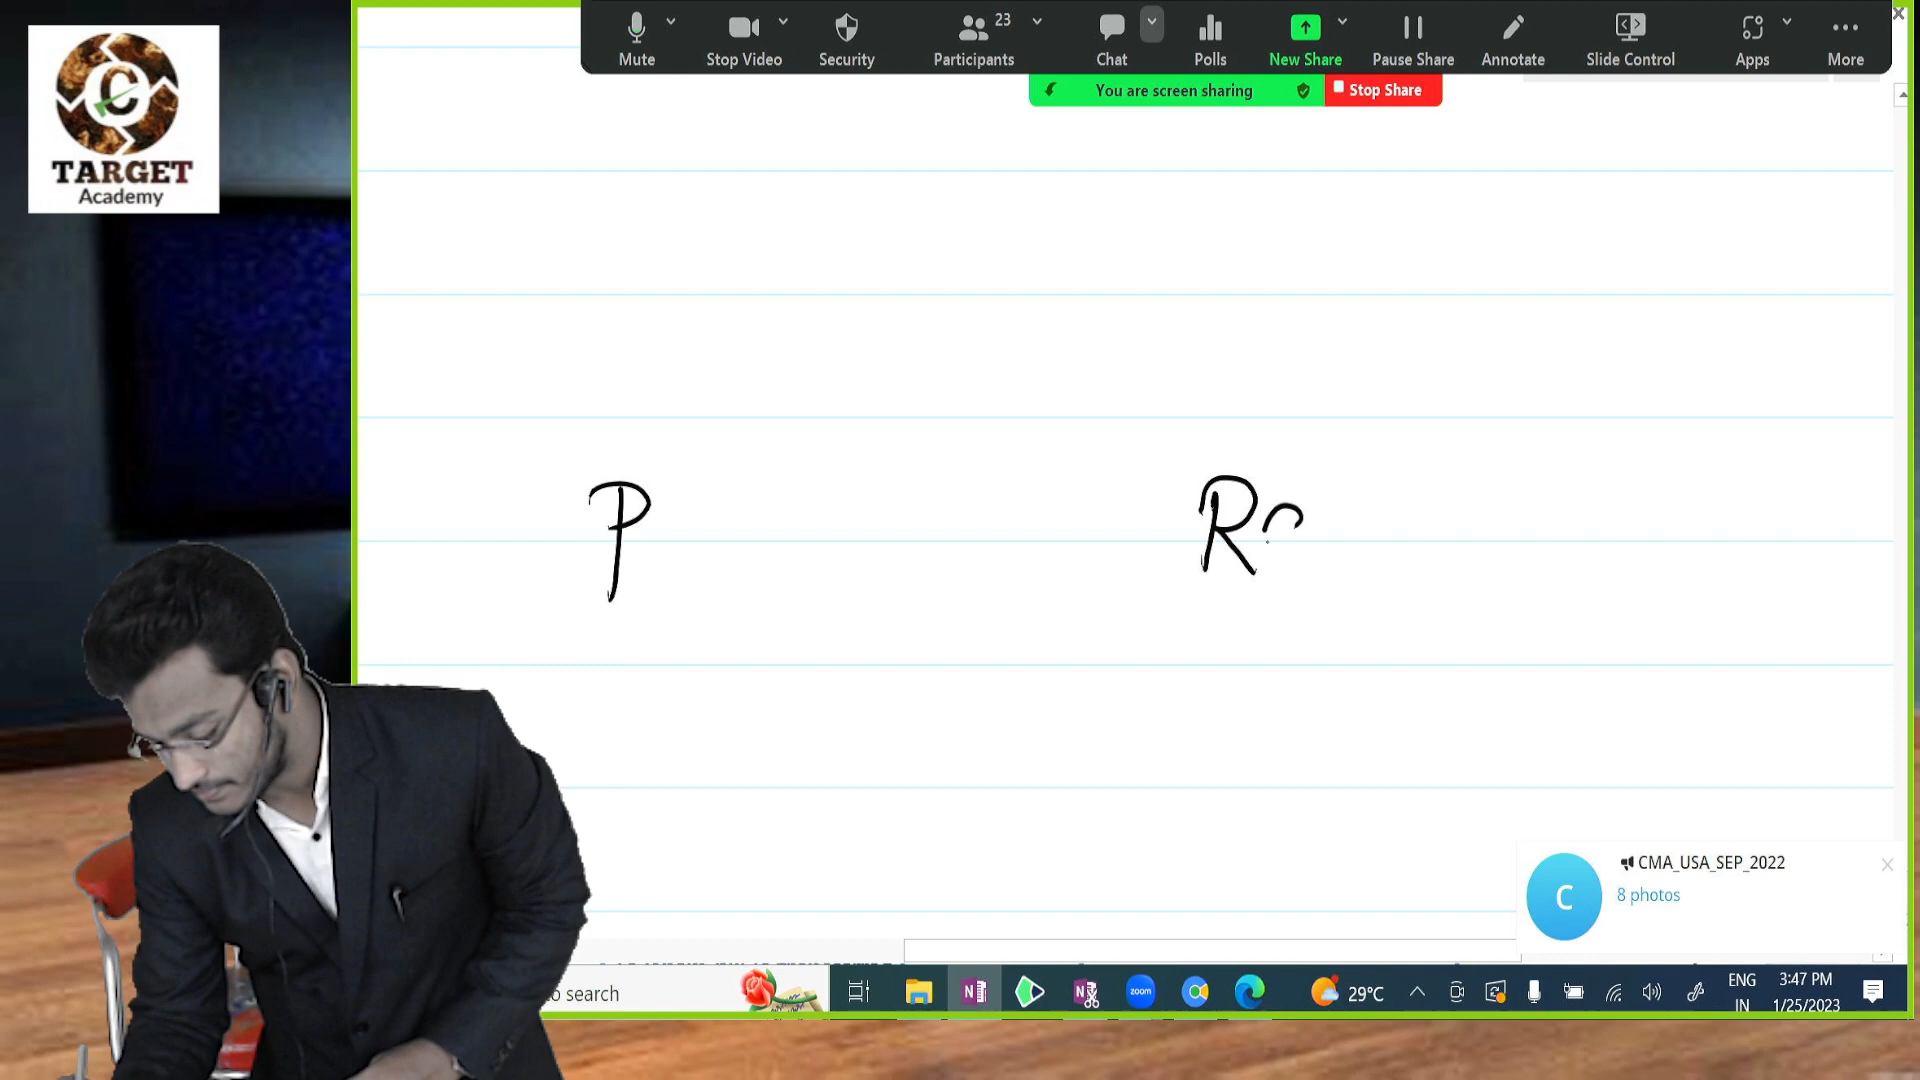 C
TARGET
Academy
Mute
Stop Video
Security
Participants
23
Chat
Polls
New Share
Pause Share
Annotate
Slide Control
Apps
More
You are screen sharing
Stop Share
P
R
CMA_USA_SEP_2022
C
8 photos
o search
N
N
zoom
29°C
ENG
IN
3:47 PM
1/25/2023